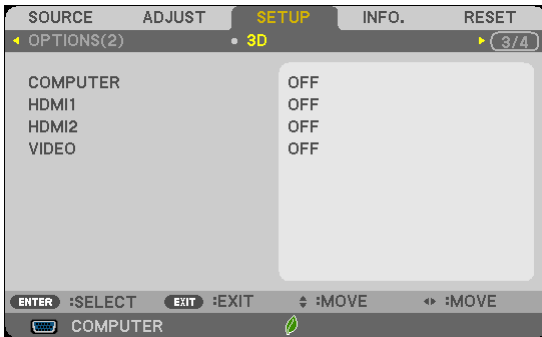 SOURCE ADJUST SETUP INFO. RESET
OPTIONS(2) 3D 3/4
COMPUTER OFF
HDMI1 OFF
HDMI2 OFF
VIDEO OFF
ENTER :SELECT EXIT :EXIT :MOVE :MOVE
COMPUTER